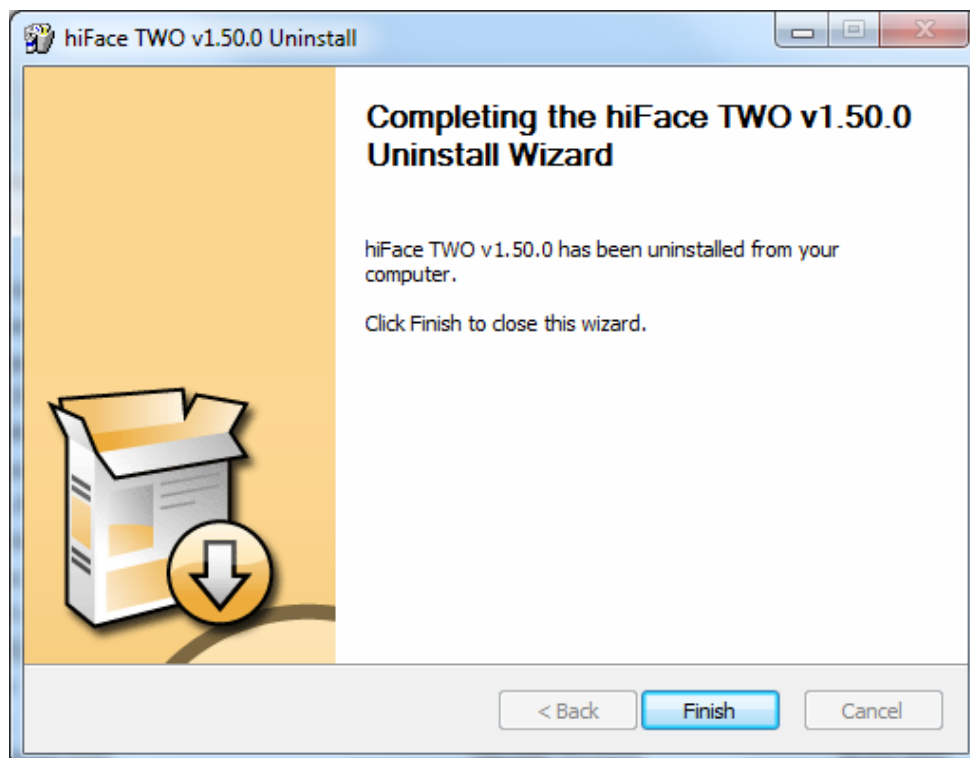 hiFace TWO v1.50.0 Uninstall
Completing the hiFace TWO v1.50.0
Uninstall Wizard
hiFace TWO v1.50.0 has been uninstalled from your
computer.
Click Finish to close this wizard.
< Back
Finish
Cancel